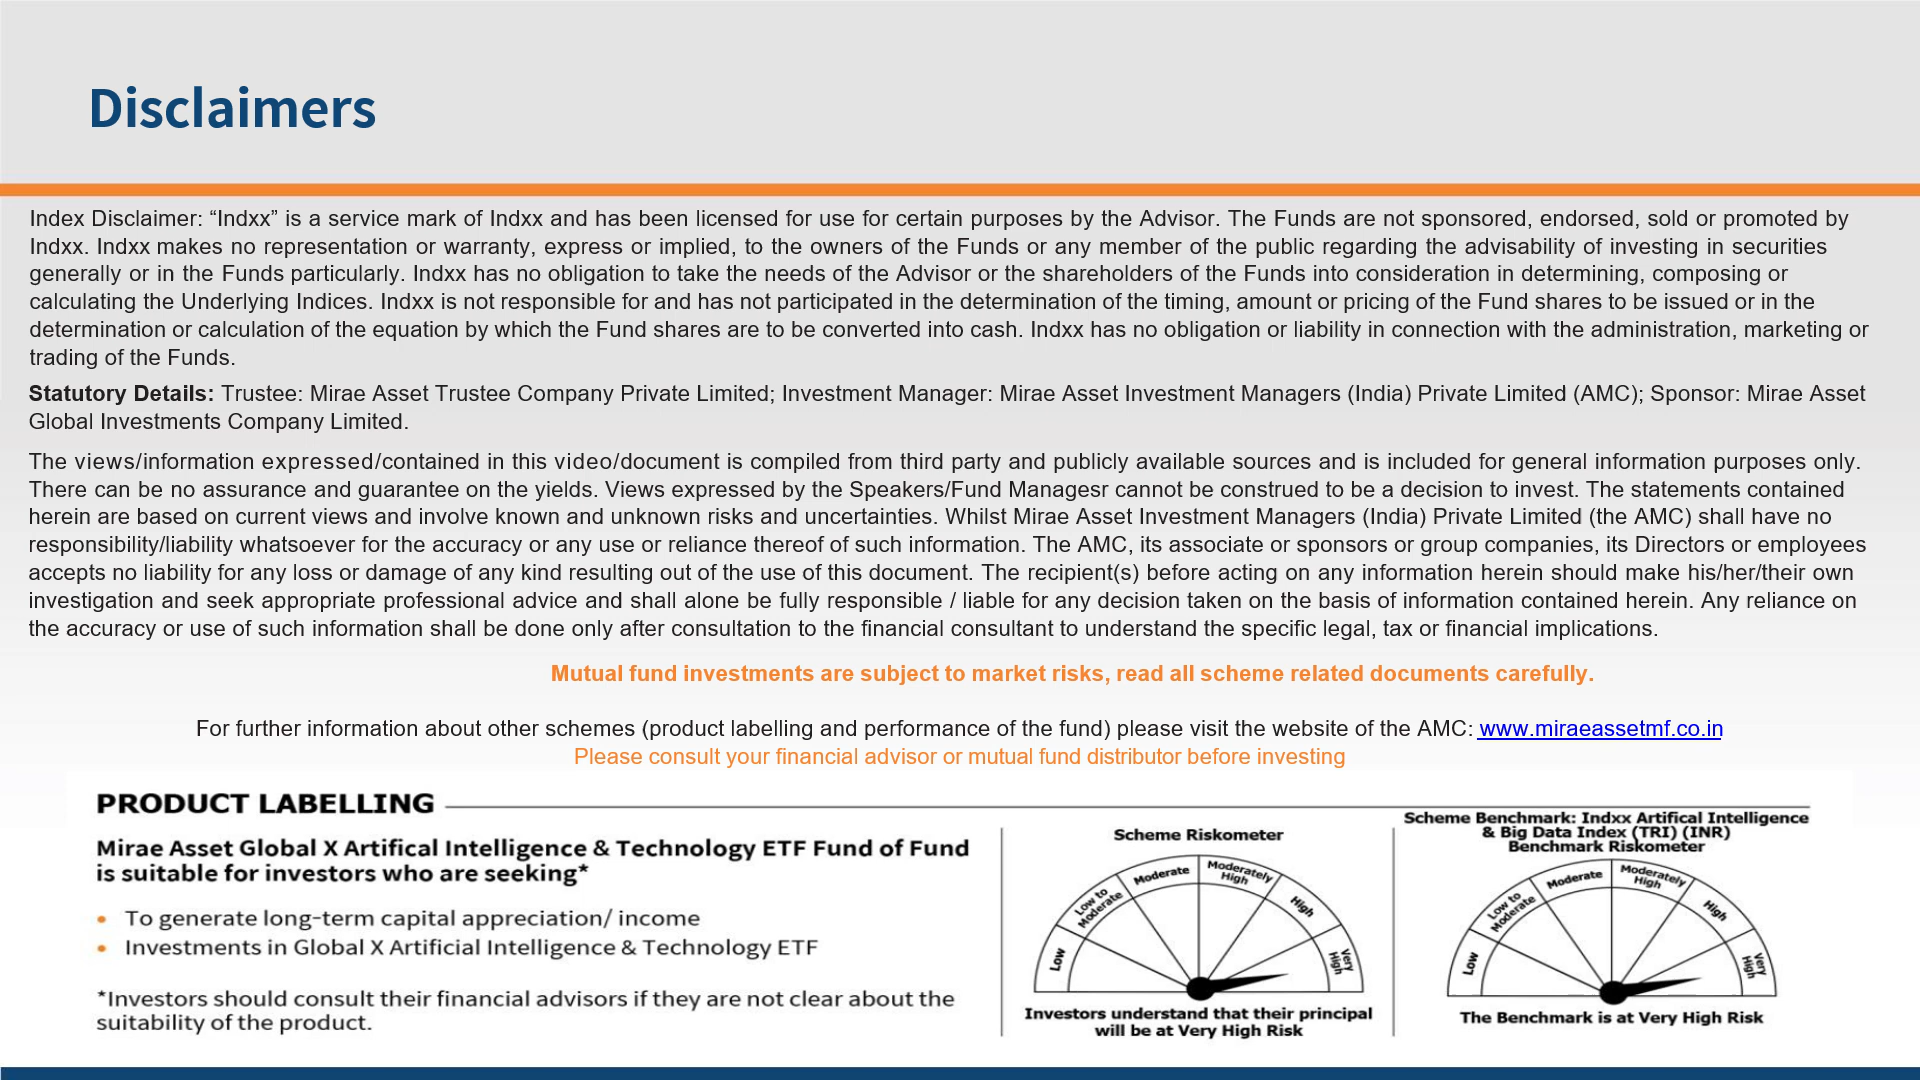 Disclaimers
Index Disclaimer: “Indxx” is a service mark of Indxx and has been licensed for use for certain purposes by the Advisor. The Funds are not sponsored, endorsed, sold or promoted by
Indxx. Indxx makes no representation or warranty, express or implied, to the owners of the Funds or any member of the public regarding the advisability of investing in securities
generally or in the Funds particularly. Indxx has no obligation to take the needs of the Advisor or the shareholders of the Funds into consideration in determining, composing or
calculating the Underlying Indices. Indxx is not responsible for and has not participated in the determination of the timing, amount or pricing of the Fund shares to be issued or in the
determination or calculation of the equation by which the Fund shares are to be converted into cash. Indxx has no obligation or liability in connection with the administration, marketing or
trading of the Funds.
Statutory Details: Trustee: Mirae Asset Trustee Company Private Limited; Investment Manager: Mirae Asset Investment Managers (India) Private Limited (AMC); Sponsor: Mirae Asset
Global Investments Company Limited.
The views/information expressed/contained in this video/document is compiled from third party and publicly available sources and is included for general information purposes only.
There can be no assurance and guarantee on the yields. Views expressed by the Speakers/Fund Managesr cannot be construed to be a decision to invest. The statements contained
herein are based on current views and involve known and unknown risks and uncertainties. Whilst Mirae Asset Investment Managers (India) Private Limited (the AMC) shall have no
responsibility/liability whatsoever for the accuracy or any use or reliance thereof of such information. The AMC, its associate or sponsors or group companies, its Directors or employees
accepts no liability for any loss or damage of any kind resulting out of the use of this document. The recipient(s) before acting on any information herein should make his/her/their own
investigation and seek appropriate professional advice and shall alone be fully responsible / liable for any decision taken on the basis of information contained herein. Any reliance on
the accuracy or use of such information shall be done only after consultation to the financial consultant to understand the specific legal, tax or financial implications.
Mutual fund investments are subject to market risks, read all scheme related documents carefully.
For further information about other schemes (product labelling and performance of the fund) please visit the website of the AMC: www.miraeassetmf.co.in
Please consult your financial advisor or mutual fund distributor before investing
PRODUCT LABELLING
Mirae Asset Global X Artifical Intelligence & Technology ETF Fund of Fund
is suitable for investors who are seeking*
• To generate long-term capital appreciation/ income
• Investments in Global X Artificial Intelligence & Technology ETF
*Investors should consult their financial advisors if they are not clear about the
suitability of the product.
Scheme Riskometer
Low
Low to
Moderate
Moderate
Moderately
High
High
Very
High
Investors understand that their principal
will be at Very High Risk
Scheme Benchmark: Indxx Artifical Intelligence
& Big Data Index (TRI) (INR)
Benchmark Riskometer
Low
Low to
Moderate
Moderate
Moderately
High
High
Very
High
The Benchmark is at Very High Risk